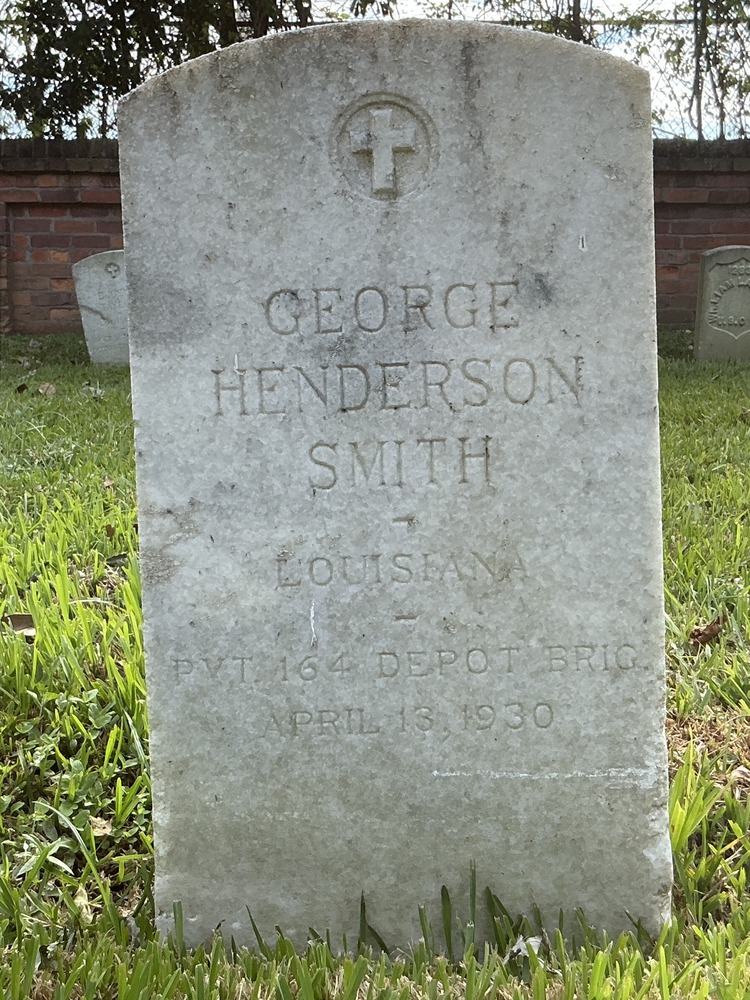 GEORGE
HENDERSON
SMITH
LOUISIANA
PVT. 164 DEPOT BRIG.
APRIL 13, 1930